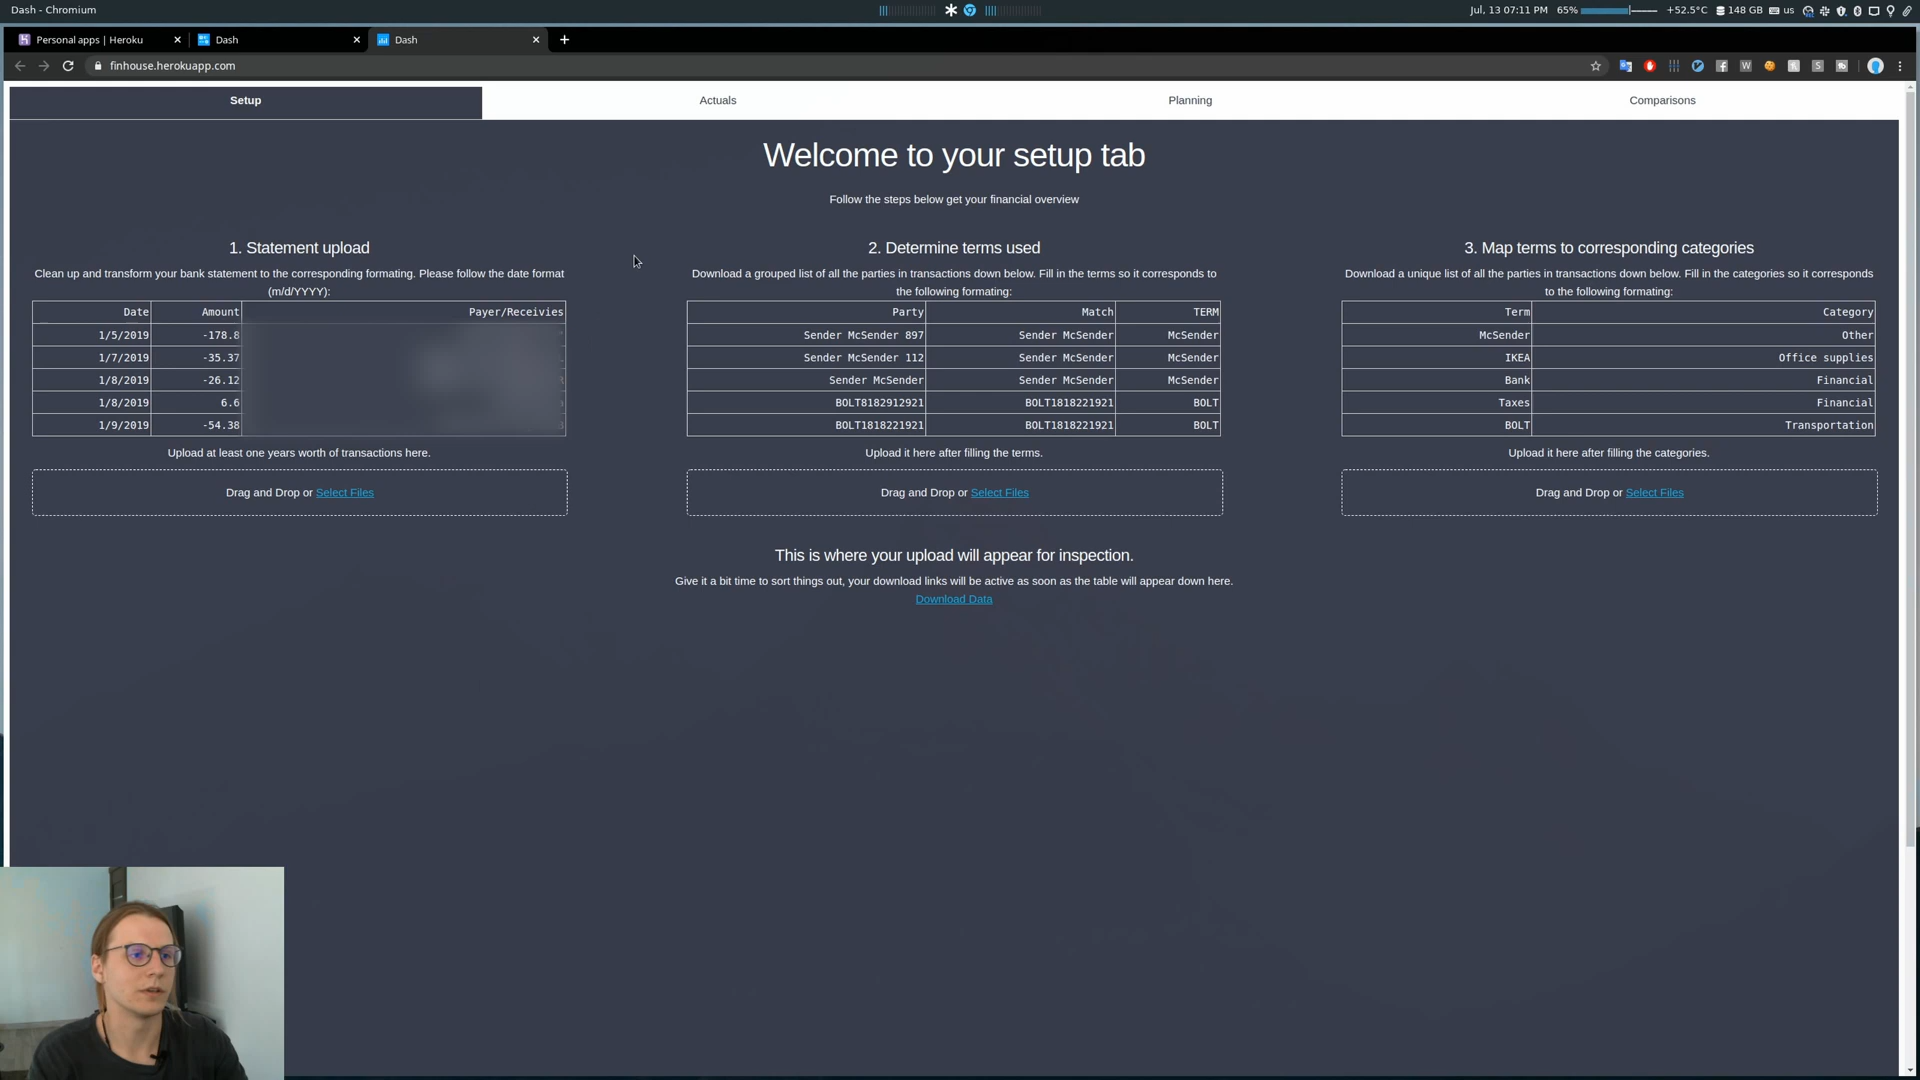 Dash - Chromium
Jul, 13 07:11 PM 65% +52.5°C 148 GB us
Personal apps | Heroku
Dash
Dash
finhouse.herokuapp.com
Setup
Actuals
Planning
Comparisons
Welcome to your setup tab
Follow the steps below get your financial overview
1. Statement upload
Clean up and transform your bank statement to the corresponding formating. Please follow the date format
(m/d/YYYY):
Date Amount Payer/Receivies
1/5/2019 -178.8
1/7/2019 -35.37
1/8/2019 -26.12
1/8/2019 6.6
1/9/2019 -54.38
Upload at least one years worth of transactions here.
Drag and Drop or Select Files
2. Determine terms used
Download a grouped list of all the parties in transactions down below. Fill in the terms so it corresponds to
the following formating:
Party Match TERM
Sender McSender 897 Sender McSender McSender
Sender McSender 112 Sender McSender McSender
Sender McSender Sender McSender McSender
BOLT8182912921 BOLT1818221921 BOLT
BOLT1818221921 BOLT1818221921 BOLT
Upload it here after filling the terms.
Drag and Drop or Select Files
3. Map terms to corresponding categories
Download a unique list of all the parties in transactions down below. Fill in the categories so it corresponds
to the following formating:
Term Category
McSender Other
IKEA Office supplies
Bank Financial
Taxes Financial
BOLT Transportation
Upload it here after filling the categories.
Drag and Drop or Select Files
This is where your upload will appear for inspection.
Give it a bit time to sort things out, your download links will be active as soon as the table will appear down here.
Download Data